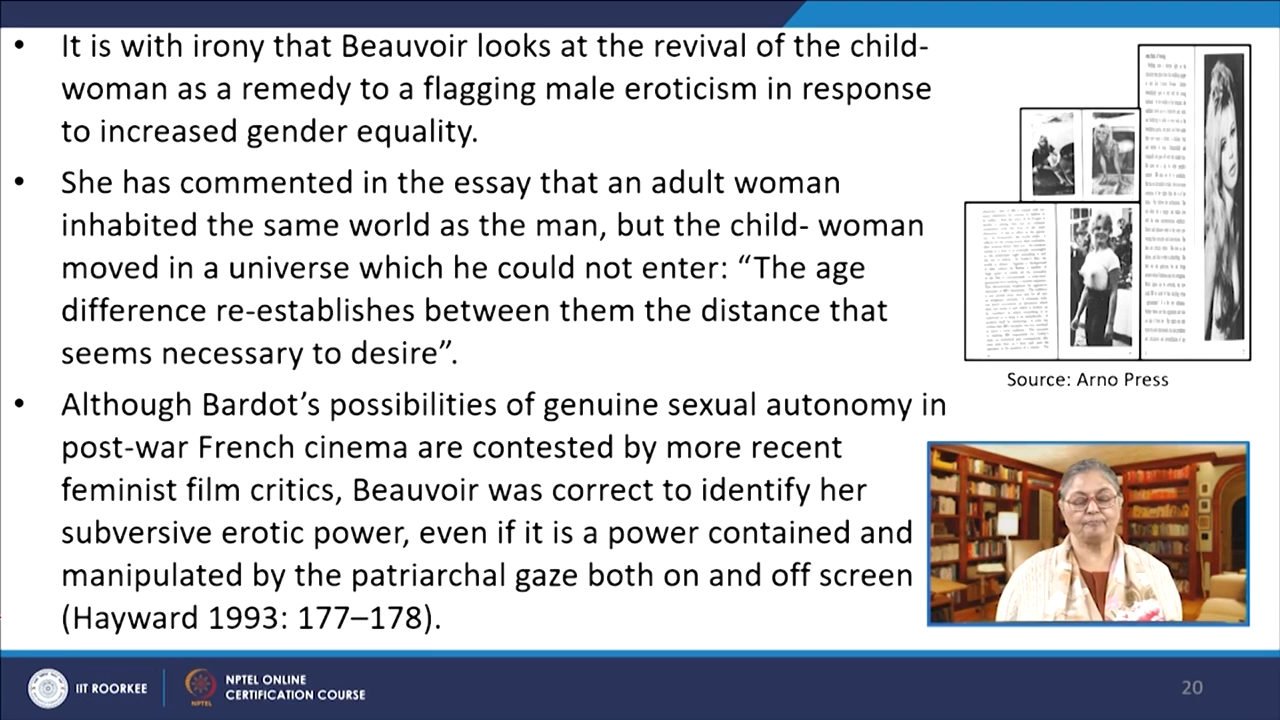 • It is with irony that Beauvoir looks at the revival of the child-
woman as a remedy to a flagging male eroticism in response
to increased gender equality.
• She has commented in the essay that an adult woman
inhabited the same world as the man, but the child- woman
moved in a universe which he could not enter: “The age
difference re-establishes between them the distance that
seems necessary to desire”.
• Although Bardot’s possibilities of genuine sexual autonomy in
post-war French cinema are contested by more recent
feminist film critics, Beauvoir was correct to identify her
subversive erotic power, even if it is a power contained and
manipulated by the patriarchal gaze both on and off screen
(Hayward 1993: 177–178).
Source: Arno Press
IIT ROORKEE
NPTEL
NPTEL ONLINE
CERTIFICATION COURSE
20